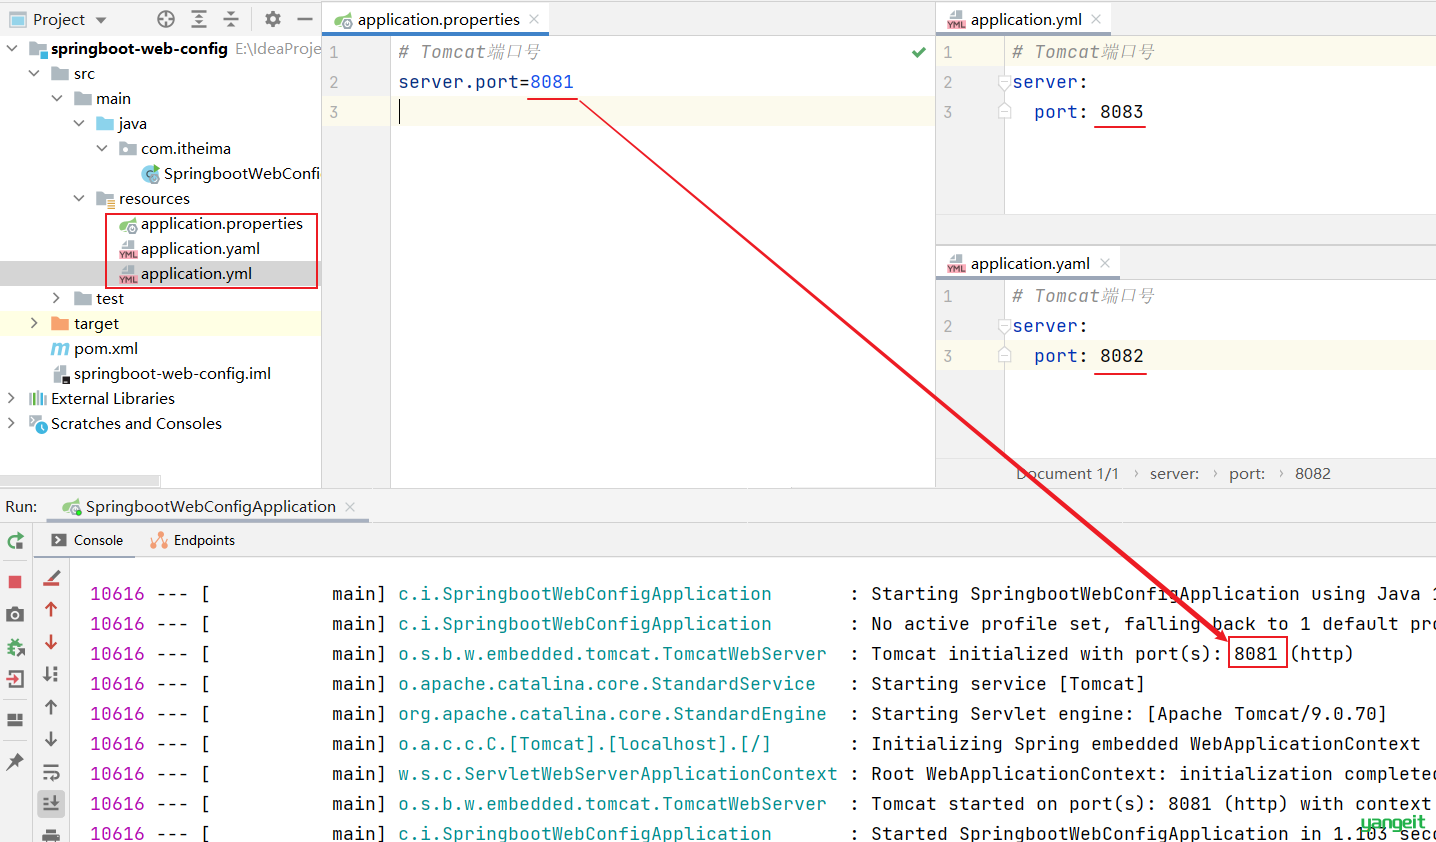 Project
springboot-web-config E:\IdeaProje
src
main
java
com.itheima
SpringbootWebConfi
resources
application.properties
application.yaml
application.yml
test
target
pom.xml
springboot-web-config.iml
External Libraries
Scratches and Consoles
application.properties
1 # Tomcat端口号
2 server.port=8081
3
application.yml
1 # Tomcat端口号
2 server:
3 port: 8083
application.yaml
1 # Tomcat端口号
2 server:
3 port: 8082
Document 1/1 › server: › port: › 8082
Run: SpringbootWebConfigApplication
Console Endpoints
10616 --- [ main] c.i.SpringbootWebConfigApplication : Starting SpringbootWebConfigApplication using Java 1
10616 --- [ main] c.i.SpringbootWebConfigApplication : No active profile set, falling back to 1 default pro
10616 --- [ main] o.s.b.w.embedded.tomcat.TomcatWebServer : Tomcat initialized with port(s): 8081 (http)
10616 --- [ main] o.apache.catalina.core.StandardService : Starting service [Tomcat]
10616 --- [ main] org.apache.catalina.core.StandardEngine : Starting Servlet engine: [Apache Tomcat/9.0.70]
10616 --- [ main] o.a.c.c.C.[Tomcat].[localhost].[/] : Initializing Spring embedded WebApplicationContext
10616 --- [ main] w.s.c.ServletWebServerApplicationContext : Root WebApplicationContext: initialization completed
10616 --- [ main] o.s.b.w.embedded.tomcat.TomcatWebServer : Tomcat started on port(s): 8081 (http) with context
10616 --- [ main] c.i.SpringbootWebConfigApplication : Started SpringbootWebConfigApplication in 1.103 seco
yangeit